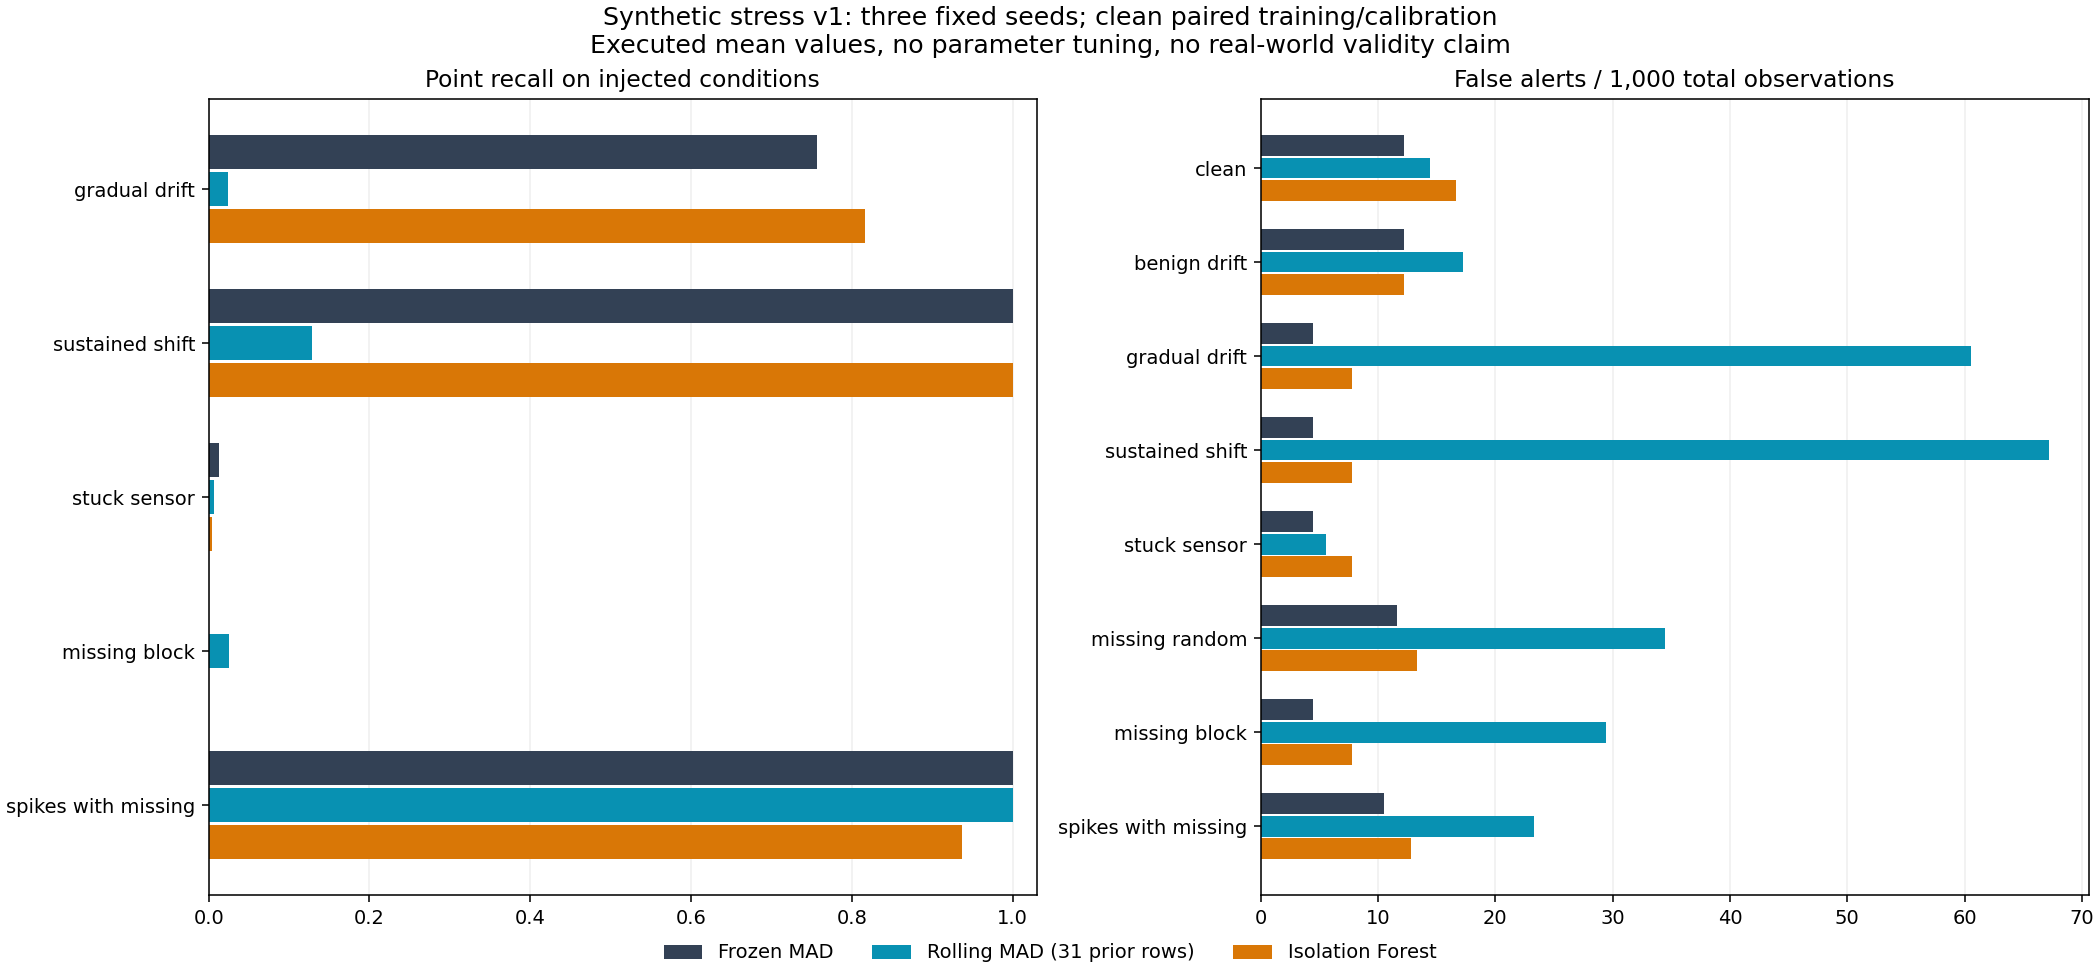 Synthetic stress v1: three fixed seeds; clean paired training/calibration
Executed mean values, no parameter tuning, no real-world validity claim
Point recall on injected conditions
gradual drift
sustained shift
stuck sensor
missing block
spikes with missing
0.0 0.2 0.4 0.6 0.8 1.0
False alerts / 1,000 total observations
clean
benign drift
gradual drift
sustained shift
stuck sensor
missing random
missing block
spikes with missing
0 10 20 30 40 50 60 70
Frozen MAD Rolling MAD (31 prior rows) Isolation Forest